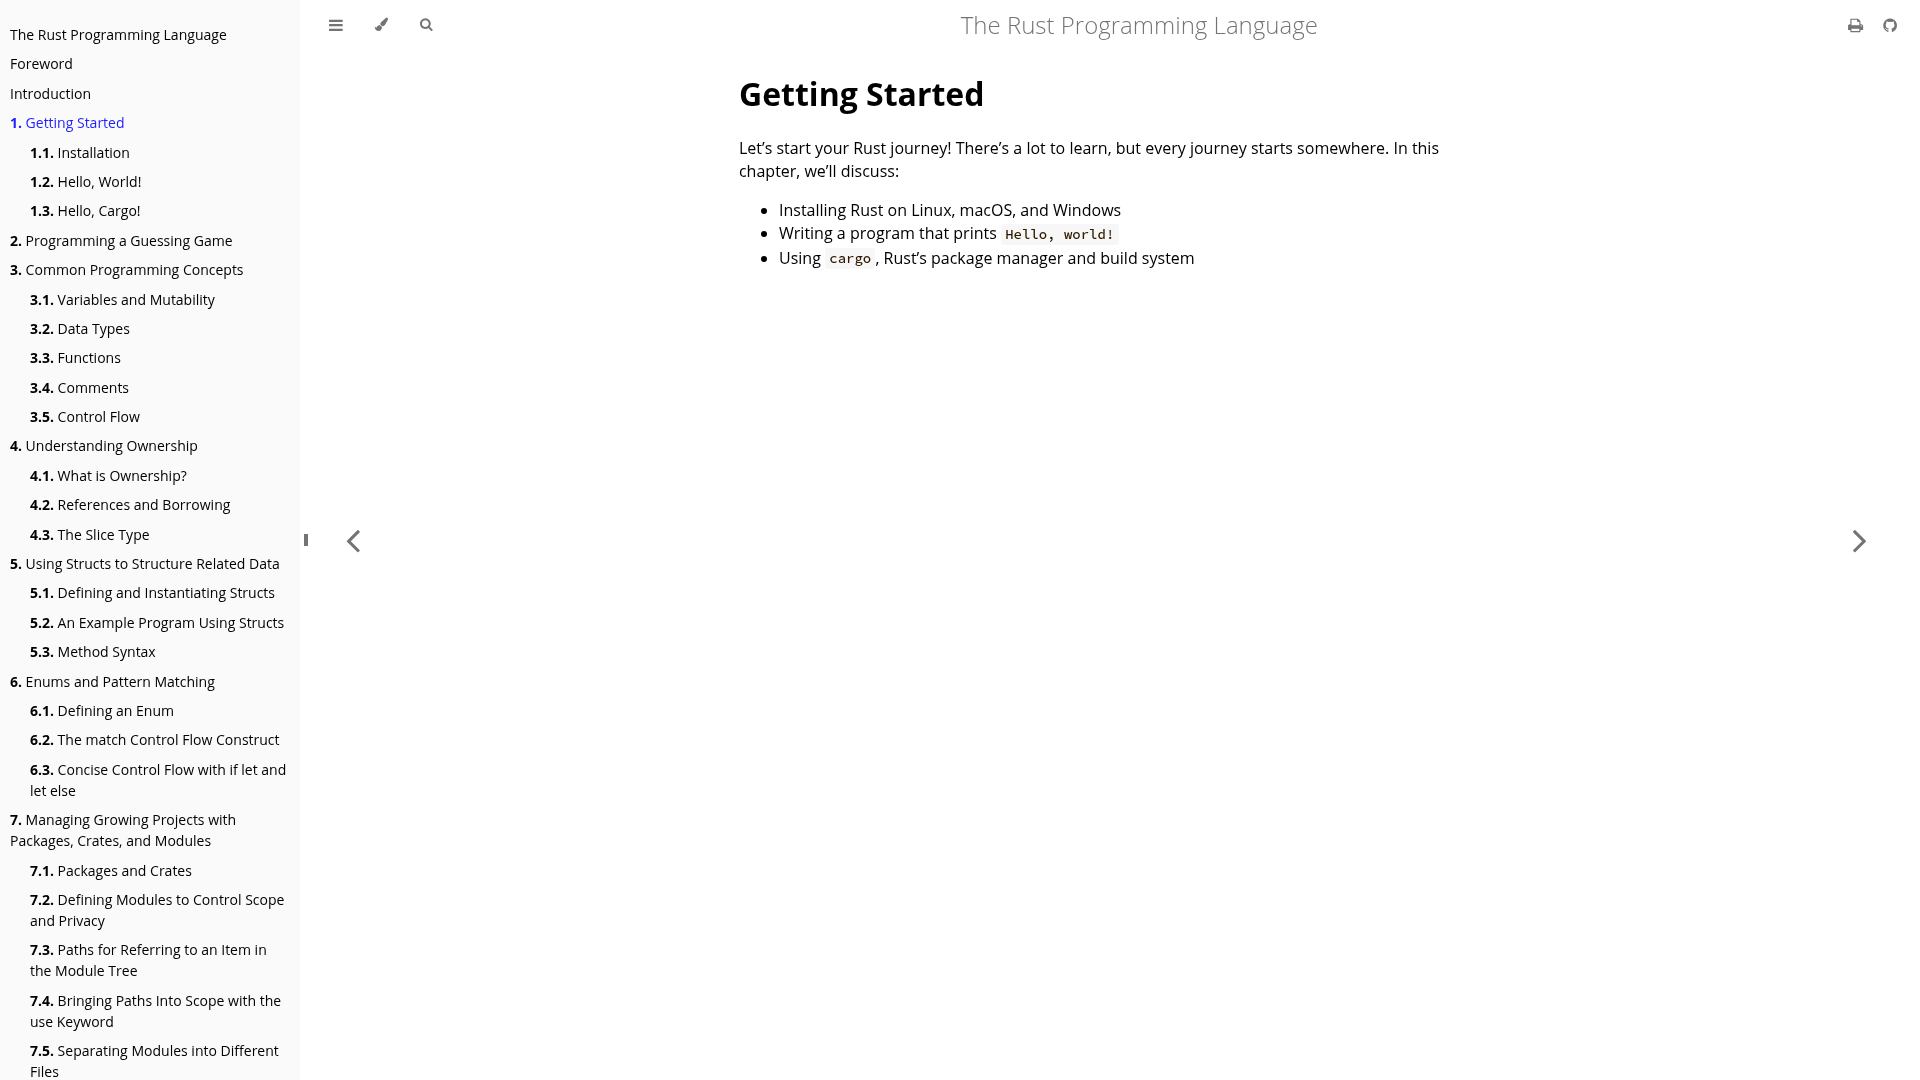 The Rust Programming Language
Foreword
Introduction
1. Getting Started
1.1. Installation
1.2. Hello, World!
1.3. Hello, Cargo!
2. Programming a Guessing Game
3. Common Programming Concepts
3.1. Variables and Mutability
3.2. Data Types
3.3. Functions
3.4. Comments
3.5. Control Flow
4. Understanding Ownership
4.1. What is Ownership?
4.2. References and Borrowing
4.3. The Slice Type
5. Using Structs to Structure Related Data
5.1. Defining and Instantiating Structs
5.2. An Example Program Using Structs
5.3. Method Syntax
6. Enums and Pattern Matching
6.1. Defining an Enum
6.2. The match Control Flow Construct
6.3. Concise Control Flow with if let and
let else
7. Managing Growing Projects with
Packages, Crates, and Modules
7.1. Packages and Crates
7.2. Defining Modules to Control Scope
and Privacy
7.3. Paths for Referring to an Item in
the Module Tree
7.4. Bringing Paths Into Scope with the
use Keyword
7.5. Separating Modules into Different
Files
The Rust Programming Language
Getting Started
Let’s start your Rust journey! There’s a lot to learn, but every journey starts somewhere. In this
chapter, we’ll discuss:
• Installing Rust on Linux, macOS, and Windows
• Writing a program that prints Hello, world!
• Using cargo, Rust’s package manager and build system